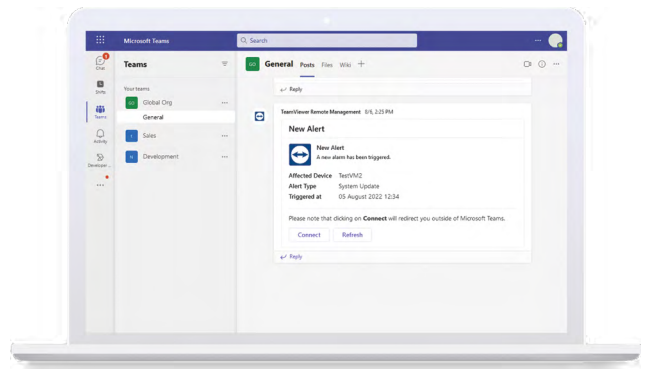 Microsoft Teams
Search
Chat
Shifts
Teams
Activity
Developer ...
Teams
Your teams
GO Global Org
General
Sales
Development
GO General Posts Files Wiki +
Reply
TeamViewer Remote Management 8/6, 2:25 PM
New Alert
New Alert
A new alarm has been triggered.
Affected Device TestVM2
Alert Type System Update
Triggered at 05 August 2022 12:34
Please note that clicking on Connect will redirect you outside of Microsoft Teams.
Connect Refresh
Reply